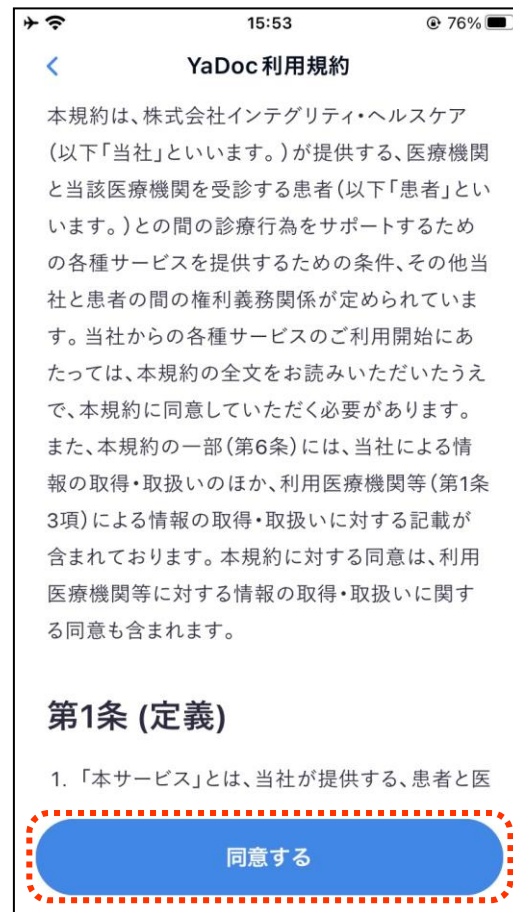 15:53
76%
YaDoc利用規約
本規約は、株式会社インテグリティ・ヘルスケア
(以下「当社」といいます。)が提供する、医療機関
と当該医療機関を受診する患者(以下「患者」とい
います。)との間の診療行為をサポートするため
の各種サービスを提供するための条件、その他当
社と患者の間の権利義務関係が定められていま
す。当社からの各種サービスのご利用開始にあ
たっては、本規約の全文をお読みいただいたうえ
で、本規約に同意していただく必要があります。
また、本規約の一部(第6条)には、当社による情
報の取得・取扱いのほか、利用医療機関等(第1条
3項)による情報の取得・取扱いに対する記載が
含まれております。本規約に対する同意は、利用
医療機関等に対する情報の取得・取扱いに関す
る同意も含まれます。
第1条 (定義)
1. 「本サービス」とは、当社が提供する、患者と医
同意する